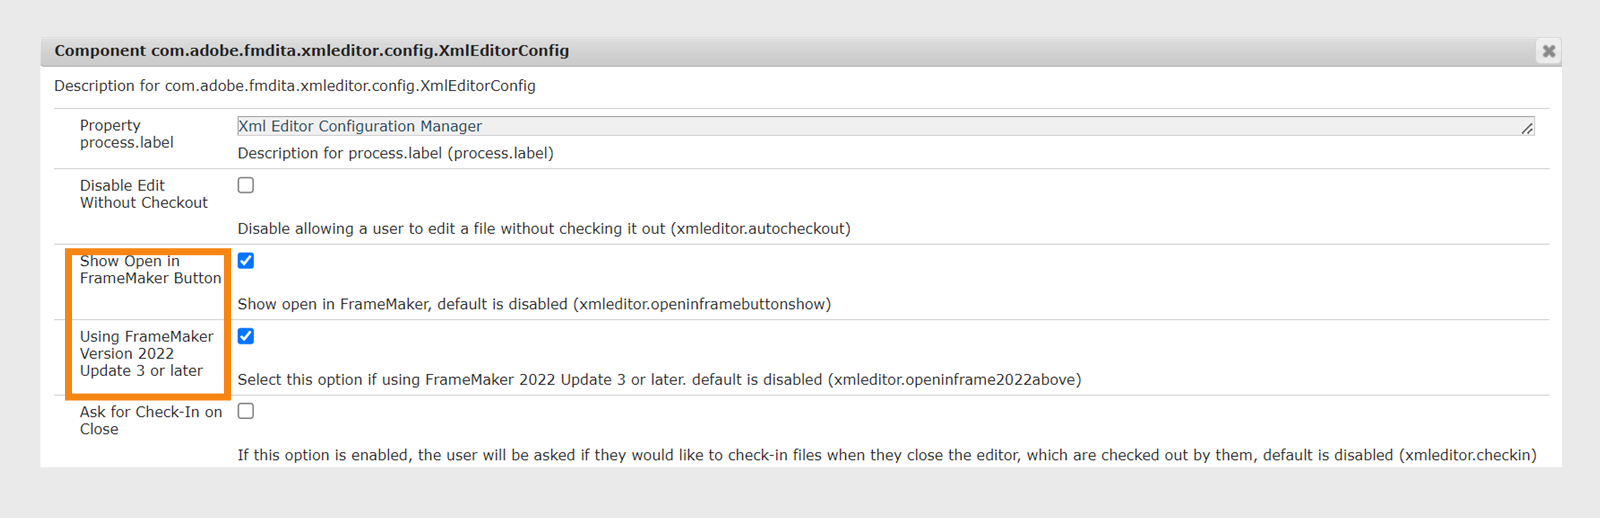 Component com.adobe.fmdita.xmleditor.config.XmlEditorConfig
Description for com.adobe.fmdita.xmleditor.config.XmlEditorConfig
Property
process.label
Xml Editor Configuration Manager
Description for process.label (process.label)
Disable Edit
Without Checkout
Disable allowing a user to edit a file without checking it out (xmleditor.autocheckout)
Show Open in
FrameMaker Button
Show open in FrameMaker, default is disabled (xmleditor.openinframebuttonshow)
Using FrameMaker
Version 2022
Update 3 or later
Select this option if using FrameMaker 2022 Update 3 or later. default is disabled (xmleditor.openinframe2022above)
Ask for Check-In on
Close
If this option is enabled, the user will be asked if they would like to check-in files when they close the editor, which are checked out by them, default is disabled (xmleditor.checkin)